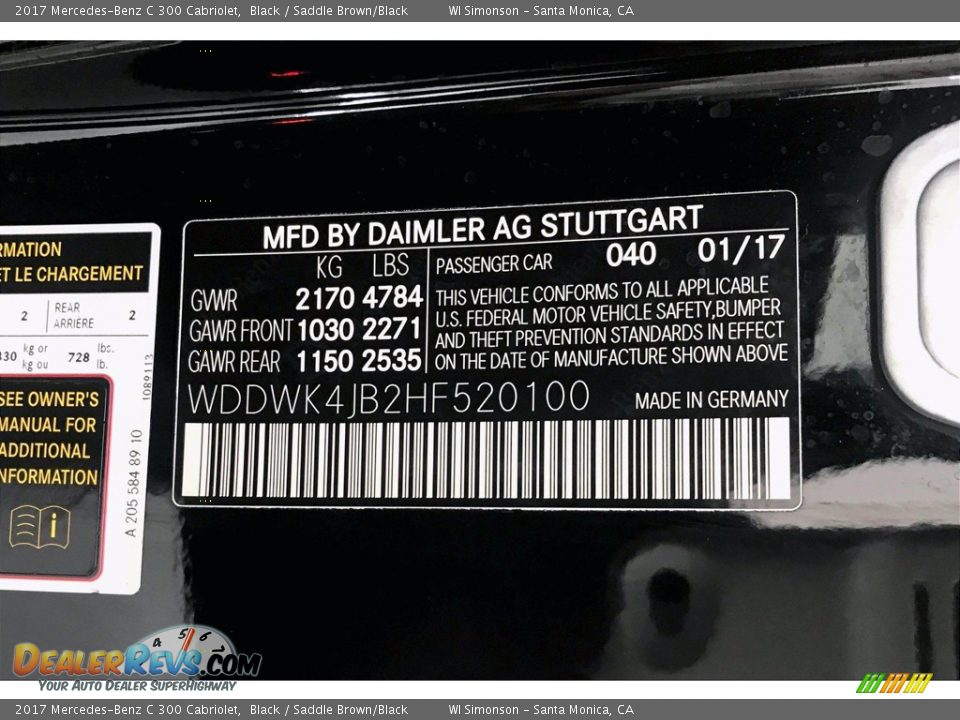 2017 Mercedes-Benz C 300 Cabriolet, Black / Saddle Brown/Black WI Simonson - Santa Monica, CA
MFD BY DAIMLER AG STUTTGART
KG LBS
GVWR 2170 4784
GAWR FRONT 1030 2271
GAWR REAR 1150 2535
PASSENGER CAR 040 01/17
THIS VEHICLE CONFORMS TO ALL APPLICABLE
U.S. FEDERAL MOTOR VEHICLE SAFETY,BUMPER
AND THEFT PREVENTION STANDARDS IN EFFECT
ON THE DATE OF MANUFACTURE SHOWN ABOVE
WDDWK4JB2HF520100 MADE IN GERMANY
ET LE CHARGEMENT
2 REAR 2
ARRIÈRE
kg or 728 lbs.
kg ou lb.
1089113
SEE OWNER'S
MANUAL FOR
ADDITIONAL
INFORMATION
i
A 205 584 89 10
4 5 6
DEALERREVS.COM
YOUR AUTO DEALER SUPERHIGHWAY
2017 Mercedes-Benz C 300 Cabriolet, Black / Saddle Brown/Black WI Simonson - Santa Monica, CA